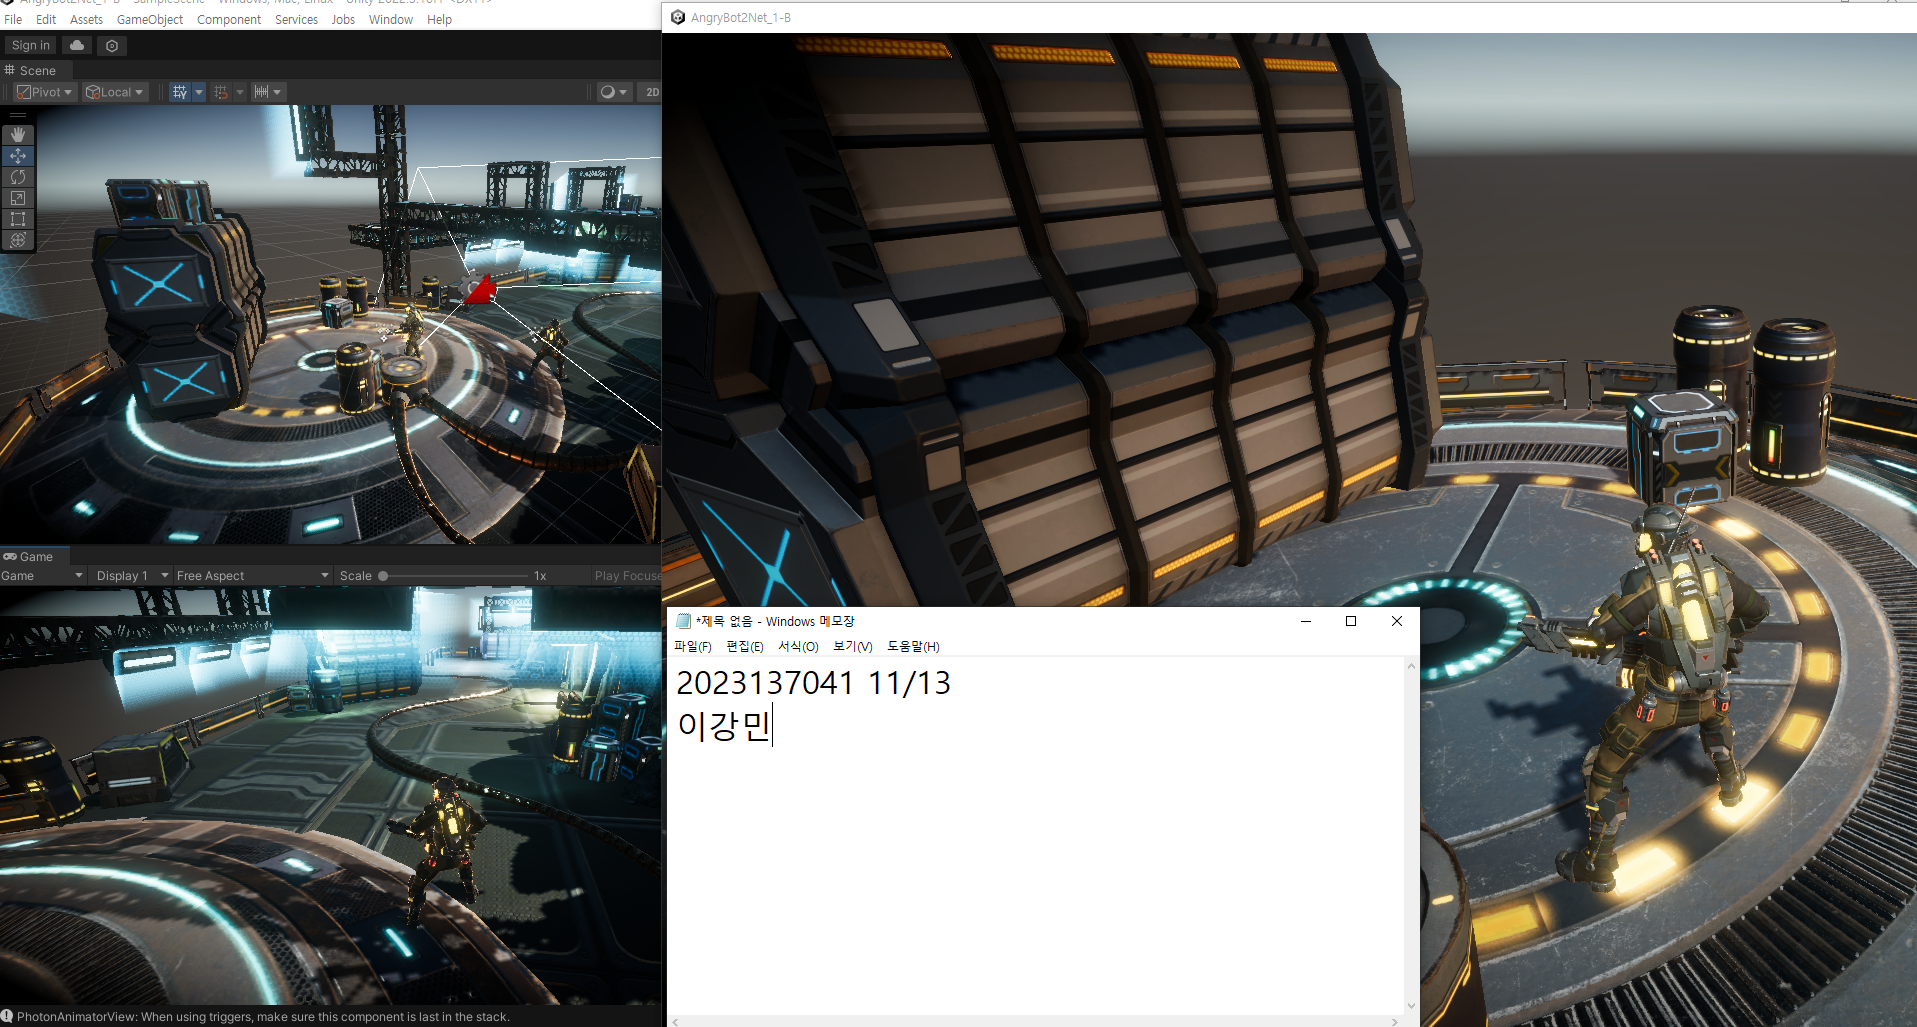 AngryBot2Net_1-B
File Edit Assets GameObject Component Services Jobs Window Help
Sign in
Scene
Pivot Local 2D
Game
Game Display 1 Free Aspect Scale 1x Play Focuse
PhotonAnimatorView: When using triggers, make sure this component is last in the stack.
*제목 없음 - Windows 메모장
파일(F) 편집(E) 서식(O) 보기(V) 도움말(H)
2023137041 11/13
이강민